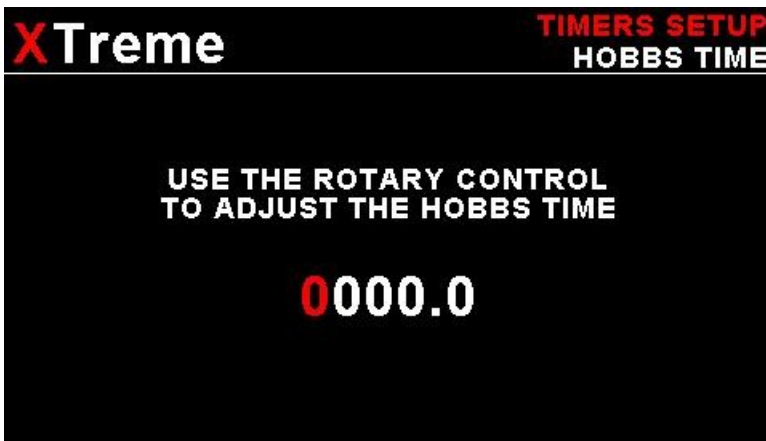 XTreme
TIMERS SETUP
HOBBS TIME
USE THE ROTARY CONTROL
TO ADJUST THE HOBBS TIME
0000.0